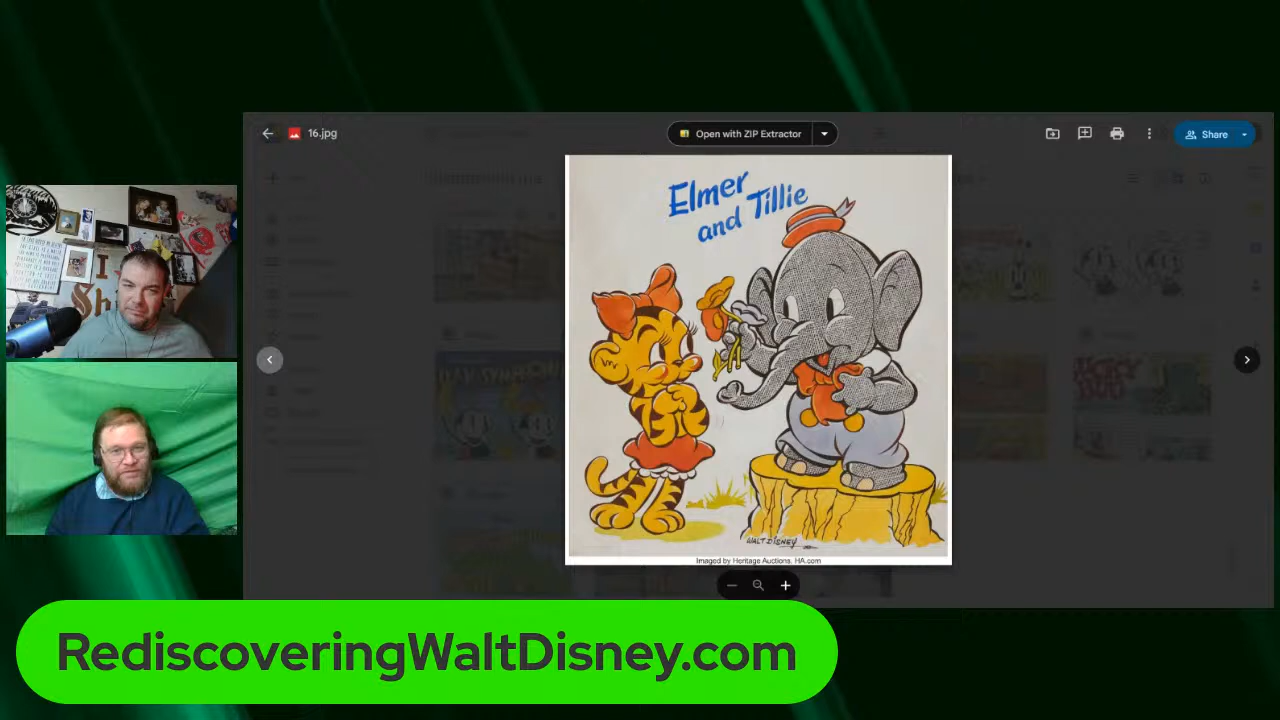 16.jpg
Open with ZIP Extractor
Share
Elmer
and Tillie
WALT DISNEY
Imaged by Heritage Auctions, HA.com
RediscoveringWaltDisney.com